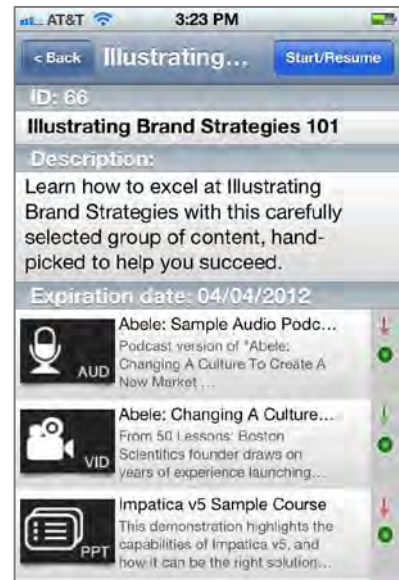 AT&T 3:23 PM
< Back Illustrating... Start/Resume
ID: 66
Illustrating Brand Strategies 101
Description:
Learn how to excel at Illustrating
Brand Strategies with this carefully
selected group of content, hand-
picked to help you succeed.
Expiration date: 04/04/2012
Abele: Sample Audio Podc...
Podcast version of "Abele:
Changing A Culture To Create A
New Market ...
AUD
Abele: Changing A Culture...
From 50 Lessons: Boston
Scientifics founder draws on
years of experience launching...
VID
Impatica v5 Sample Course
This demonstration highlights the
capabilities of Impatica v5, and
how it can be the right solution...
PPT